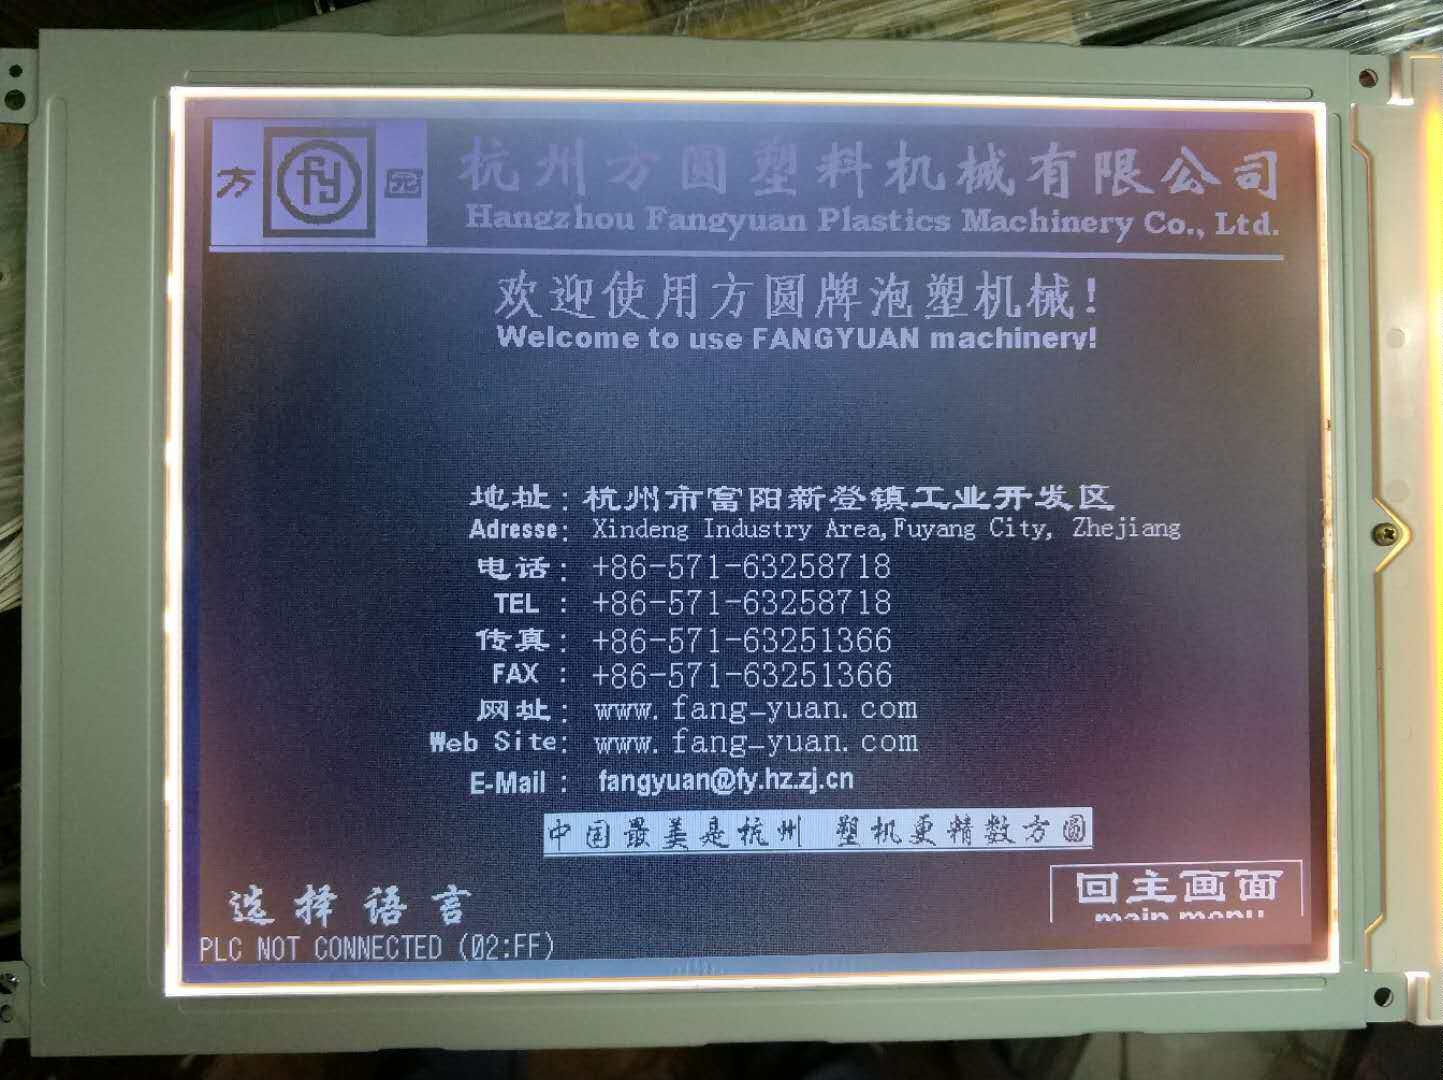 方 fy 园
杭州方圆塑料机械有限公司
Hangzhou Fangyuan Plastics Machinery Co., Ltd.
欢迎使用方圆牌泡塑机械!
Welcome to use FANGYUAN machinery!
地址: 杭州市富阳新登镇工业开发区
Adresse: Xindeng Industry Area,Fuyang City, Zhejiang
电话: +86-571-63258718
TEL : +86-571-63258718
传真: +86-571-63251366
FAX : +86-571-63251366
网址: www.fang-yuan.com
Web Site: www.fang-yuan.com
E-Mail : fangyuan@fy.hz.zj.cn
中国最美是杭州 塑机更精数方圆
回主画面
main menu
选择语言
PLC NOT CONNECTED (02:FF)